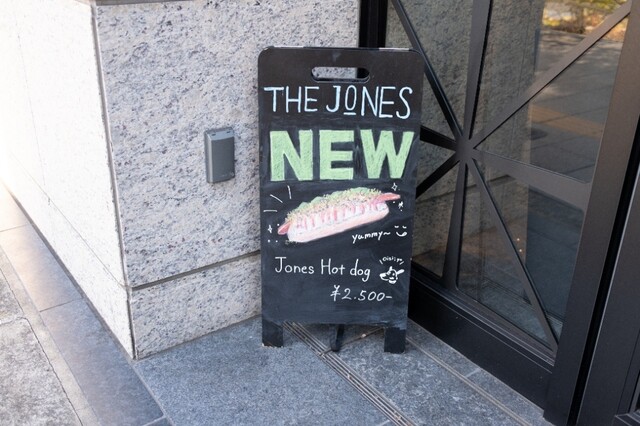 THE JONES
NEW
yummy~
Jones Hot dog
¥2.500-